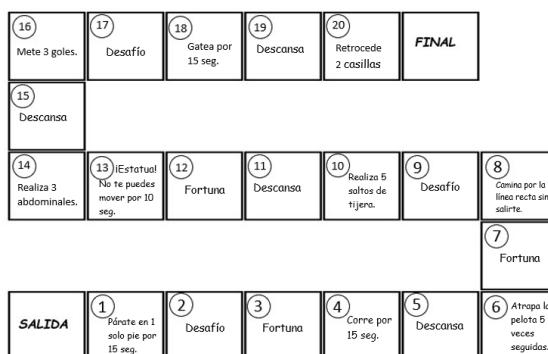 16
Mete 3 goles.
17
Desafío
18
Gatea por
15 seg.
19
Descansa
20
Retrocede
2 casillas
FINAL
15
Descansa
14
Realiza 3
abdominales.
13 ¡Estatua!
No te puedes
mover por 10
seg.
12
Fortuna
11
Descansa
10
Realiza 5
saltos de
tijera.
9
Desafío
8
Camina por la
línea recta sin
salirte.
7
Fortuna
SALIDA
1
Párate en 1
solo pie por
15 seg.
2
Desafío
3
Fortuna
4
Corre por
15 seg.
5
Descansa
6 Atrapa la
pelota 5
veces
seguidas.